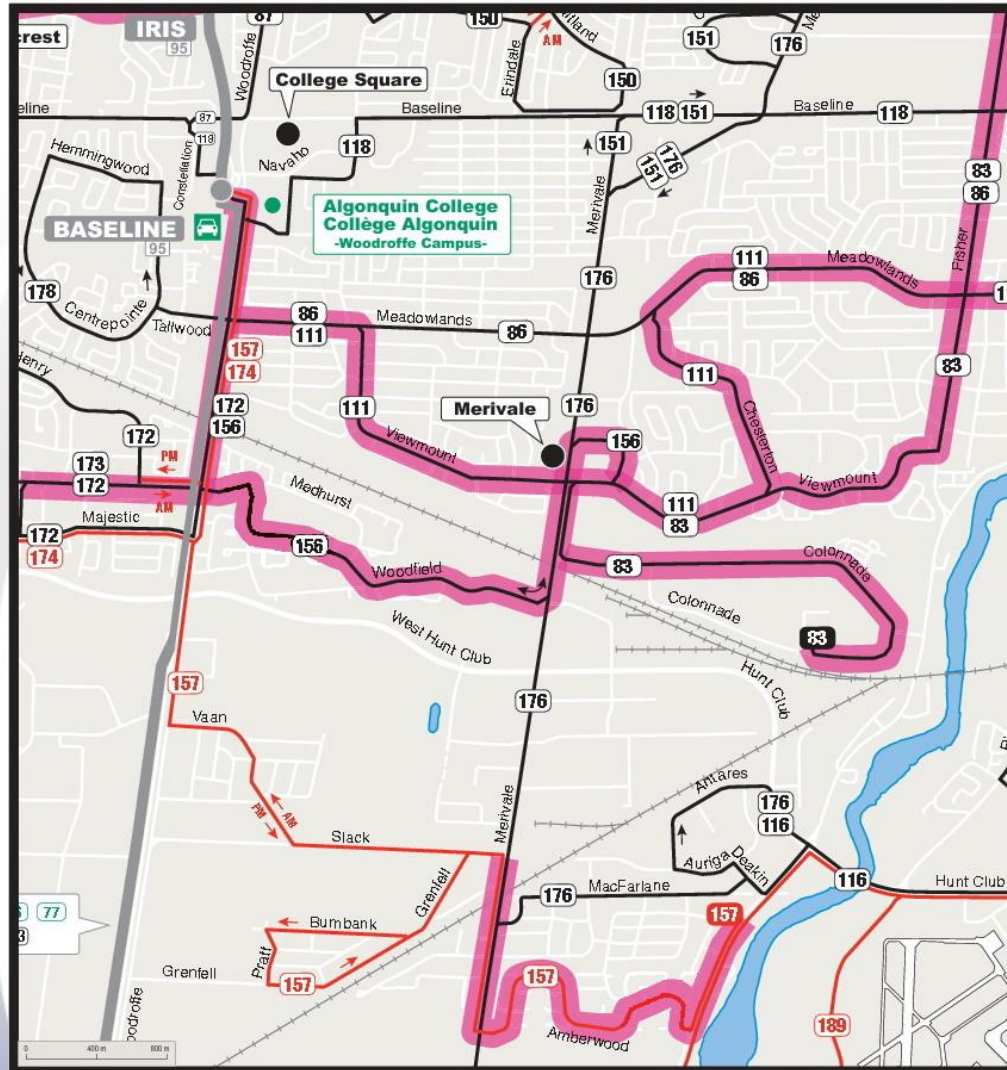 87
150
Maitland
151
176
crest
IRIS
95
Woodroffe
AM
Erindale
College Square
150
eline
87
Baseline
118 151
Baseline
118
118
Constellation
Navaho
118
151
176
151
Hemmingwood
83
86
Merivale
Algonquin College
Collège Algonquin
-Woodroffe Campus-
BASELINE
95
Fisher
111
86
Meadowlands
176
178
Centrepointe
Tallwood
86
111
Meadowlands
86
157
174
Henry
83
111
172
156
Merivale
176
111
Chesterton
172
PM
Viewmount
156
173
172
Medhurst
Viewmount
AM
111
83
Majestic
172
174
156
Woodfield
83
Colonnade
Colonnade
83
West Hunt Club
Hunt Club
157
176
Vaan
Antares
176
116
AM
PM
Slack
Merivale
Auriga
Deakin
116
Hunt Club
176
MacFarlane
Grenfell
77
157
Bumbank
Pratt
Grenfell
157
157
Amberwood
189
oodroffe
0 400 m 800 m